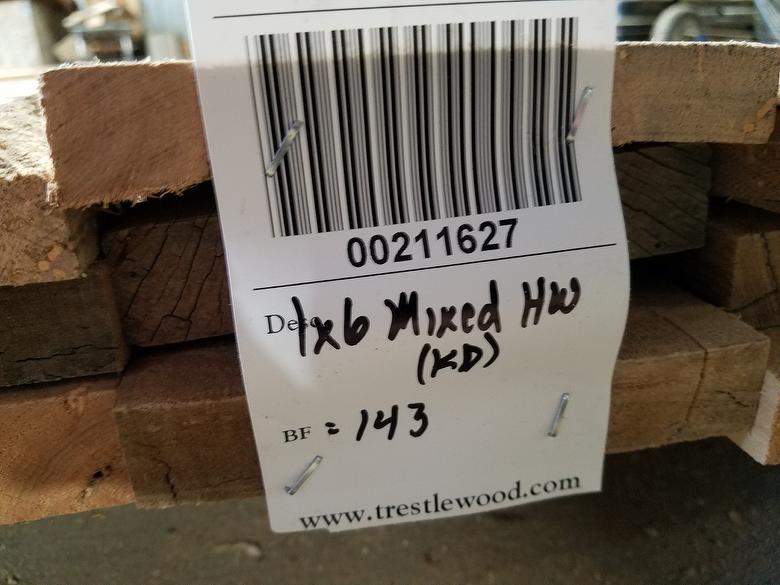 00211627
Desc 1x6 Mixed HW
(KD)
BF = 143
www.trestlewood.com